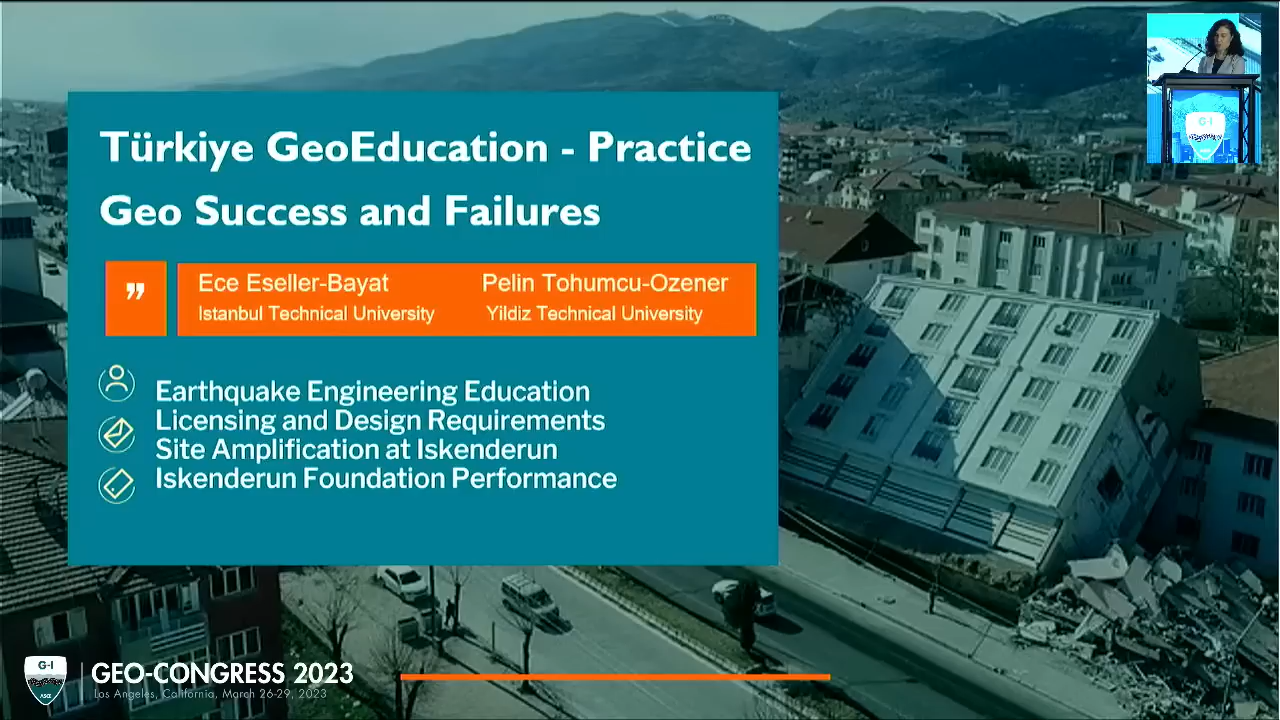 Türkiye GeoEducation - Practice
Geo Success and Failures
Ece Eseller-Bayat
Istanbul Technical University
Pelin Tohumcu-Ozener
Yildiz Technical University
Earthquake Engineering Education
Licensing and Design Requirements
Site Amplification at Iskenderun
Iskenderun Foundation Performance
G-I
G-I
ASCE
GEO-CONGRESS 2023
Los Angeles, California, March 26-29, 2023